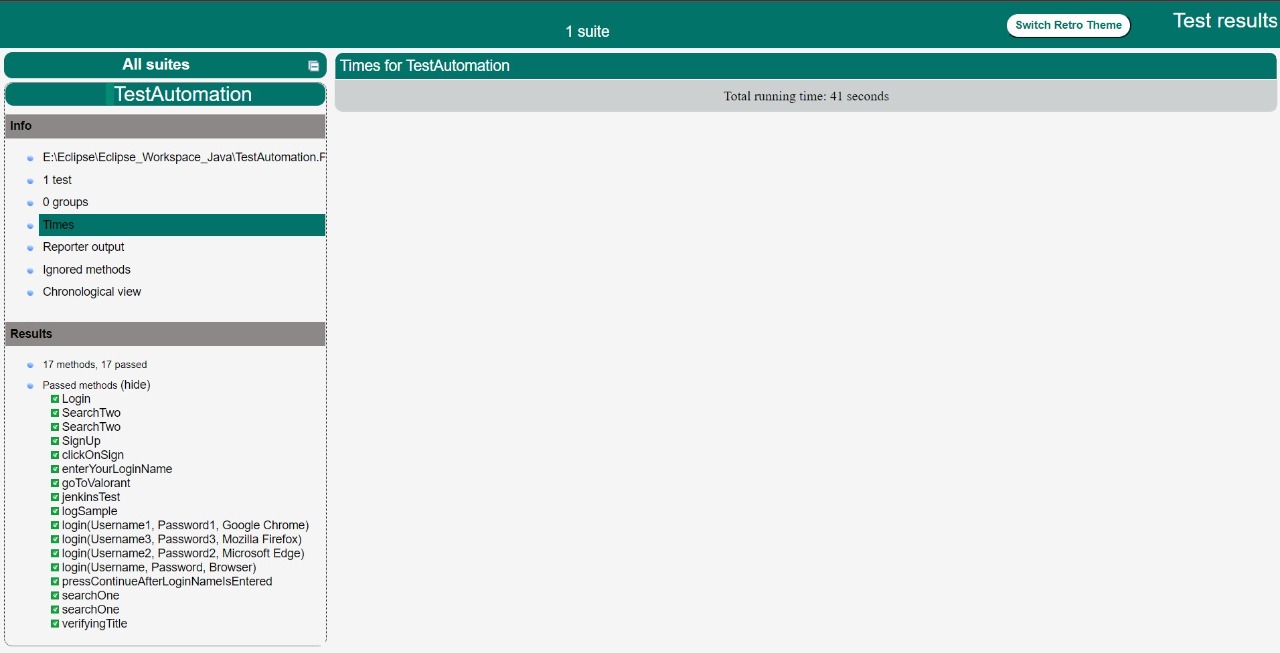 1 suite
Switch Retro Theme
Test results
All suites
TestAutomation
Info
E:\Eclipse\Eclipse_Workspace_Java\TestAutomation.F
1 test
0 groups
Times
Reporter output
Ignored methods
Chronological view
Results
17 methods, 17 passed
Passed methods (hide)
Login
SearchTwo
SearchTwo
SignUp
clickOnSign
enterYourLoginName
goToValorant
jenkinsTest
logSample
login(Username1, Password1, Google Chrome)
login(Username3, Password3, Mozilla Firefox)
login(Username2, Password2, Microsoft Edge)
login(Username, Password, Browser)
pressContinueAfterLoginNameIsEntered
searchOne
searchOne
verifyingTitle
Times for TestAutomation
Total running time: 41 seconds